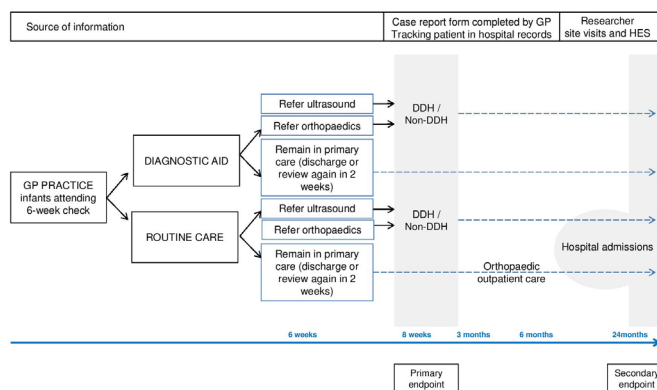 Source of information
Case report form completed by GP
Tracking patient in hospital records
Researcher
site visits and HES
Refer ultrasound
Refer orthopaedics
Remain in primary
care (discharge or
review again in 2
weeks)
DDH /
Non-DDH
DIAGNOSTIC AID
GP PRACTICE
infants attending
6-week check
ROUTINE CARE
Refer ultrasound
Refer orthopaedics
Remain in primary
care (discharge or
review again in 2
weeks)
DDH /
Non-DDH
Hospital admissions
Orthopaedic
outpatient care
6 weeks
8 weeks
3 months
6 months
24months
Primary
endpoint
Secondary
endpoint